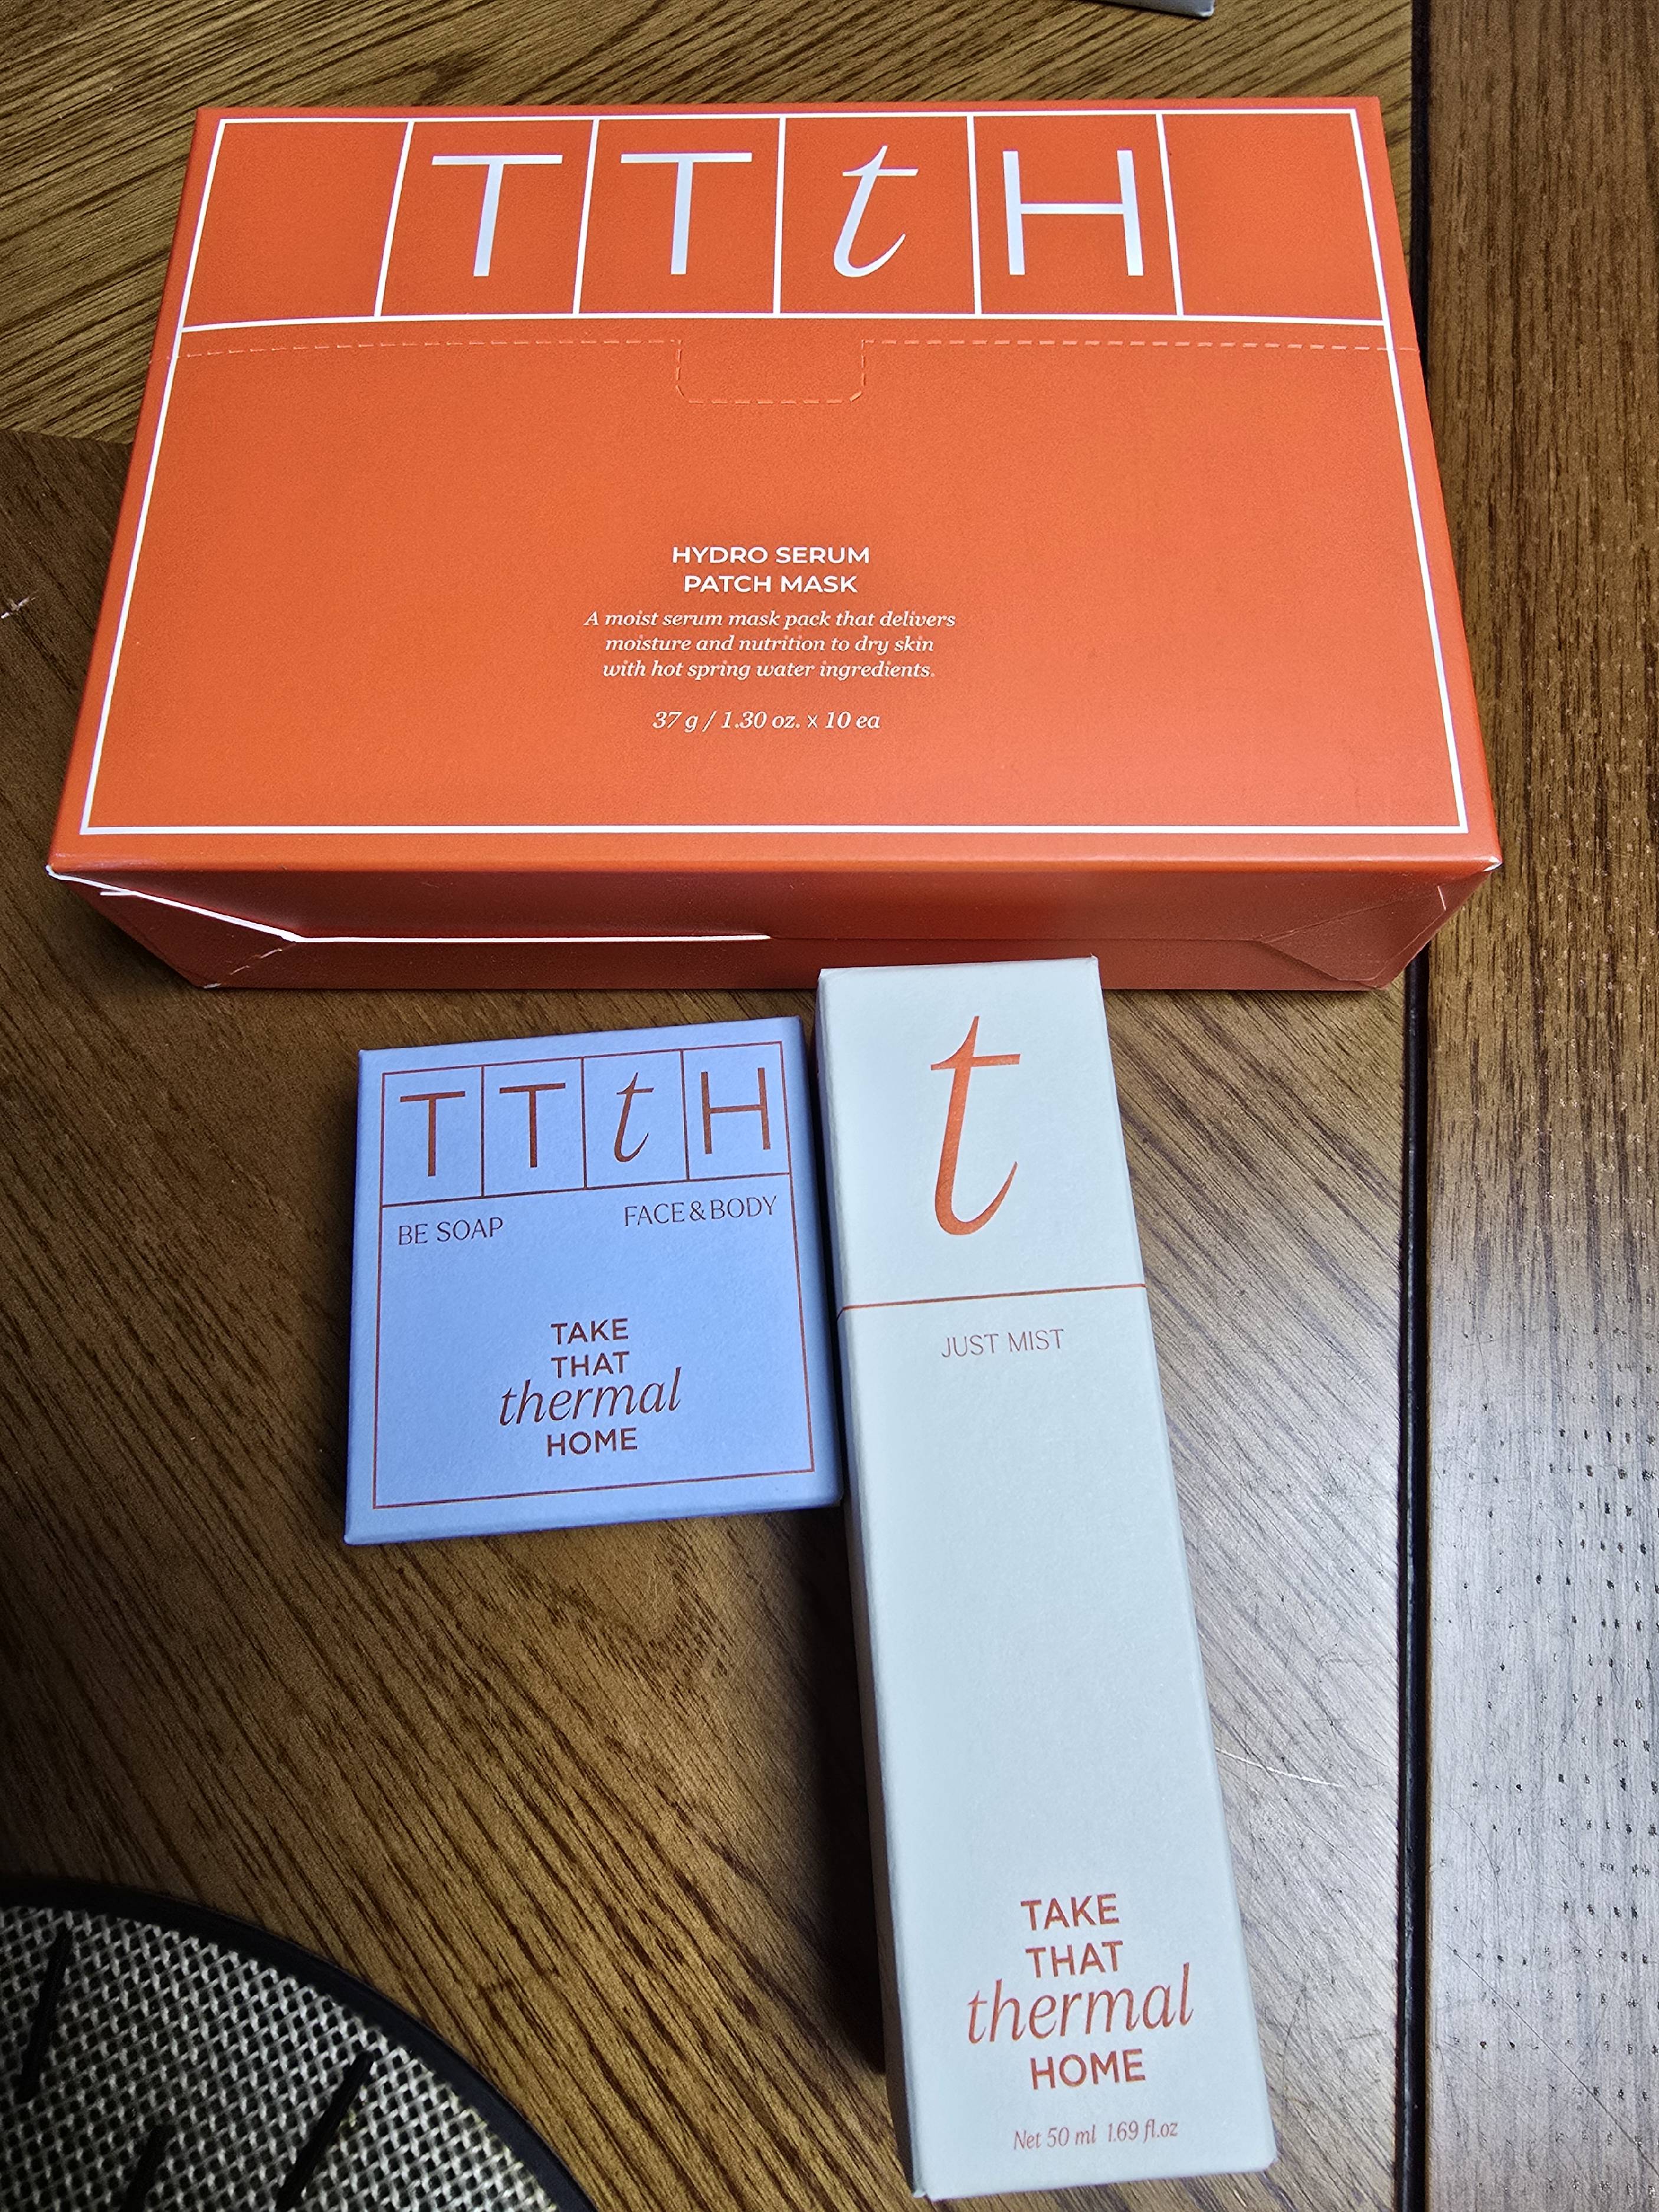 TTtH
HYDRO SERUM
PATCH MASK
A moist serum mask pack that delivers
moisture and nutrition to dry skin
with hot spring water ingredients.
37 g / 1.30 oz. x 10 ea
TTtH
BE SOAP FACE&BODY
TAKE
THAT
thermal
HOME
t
JUST MIST
TAKE
THAT
thermal
HOME
Net 50 ml 1.69 fl.oz